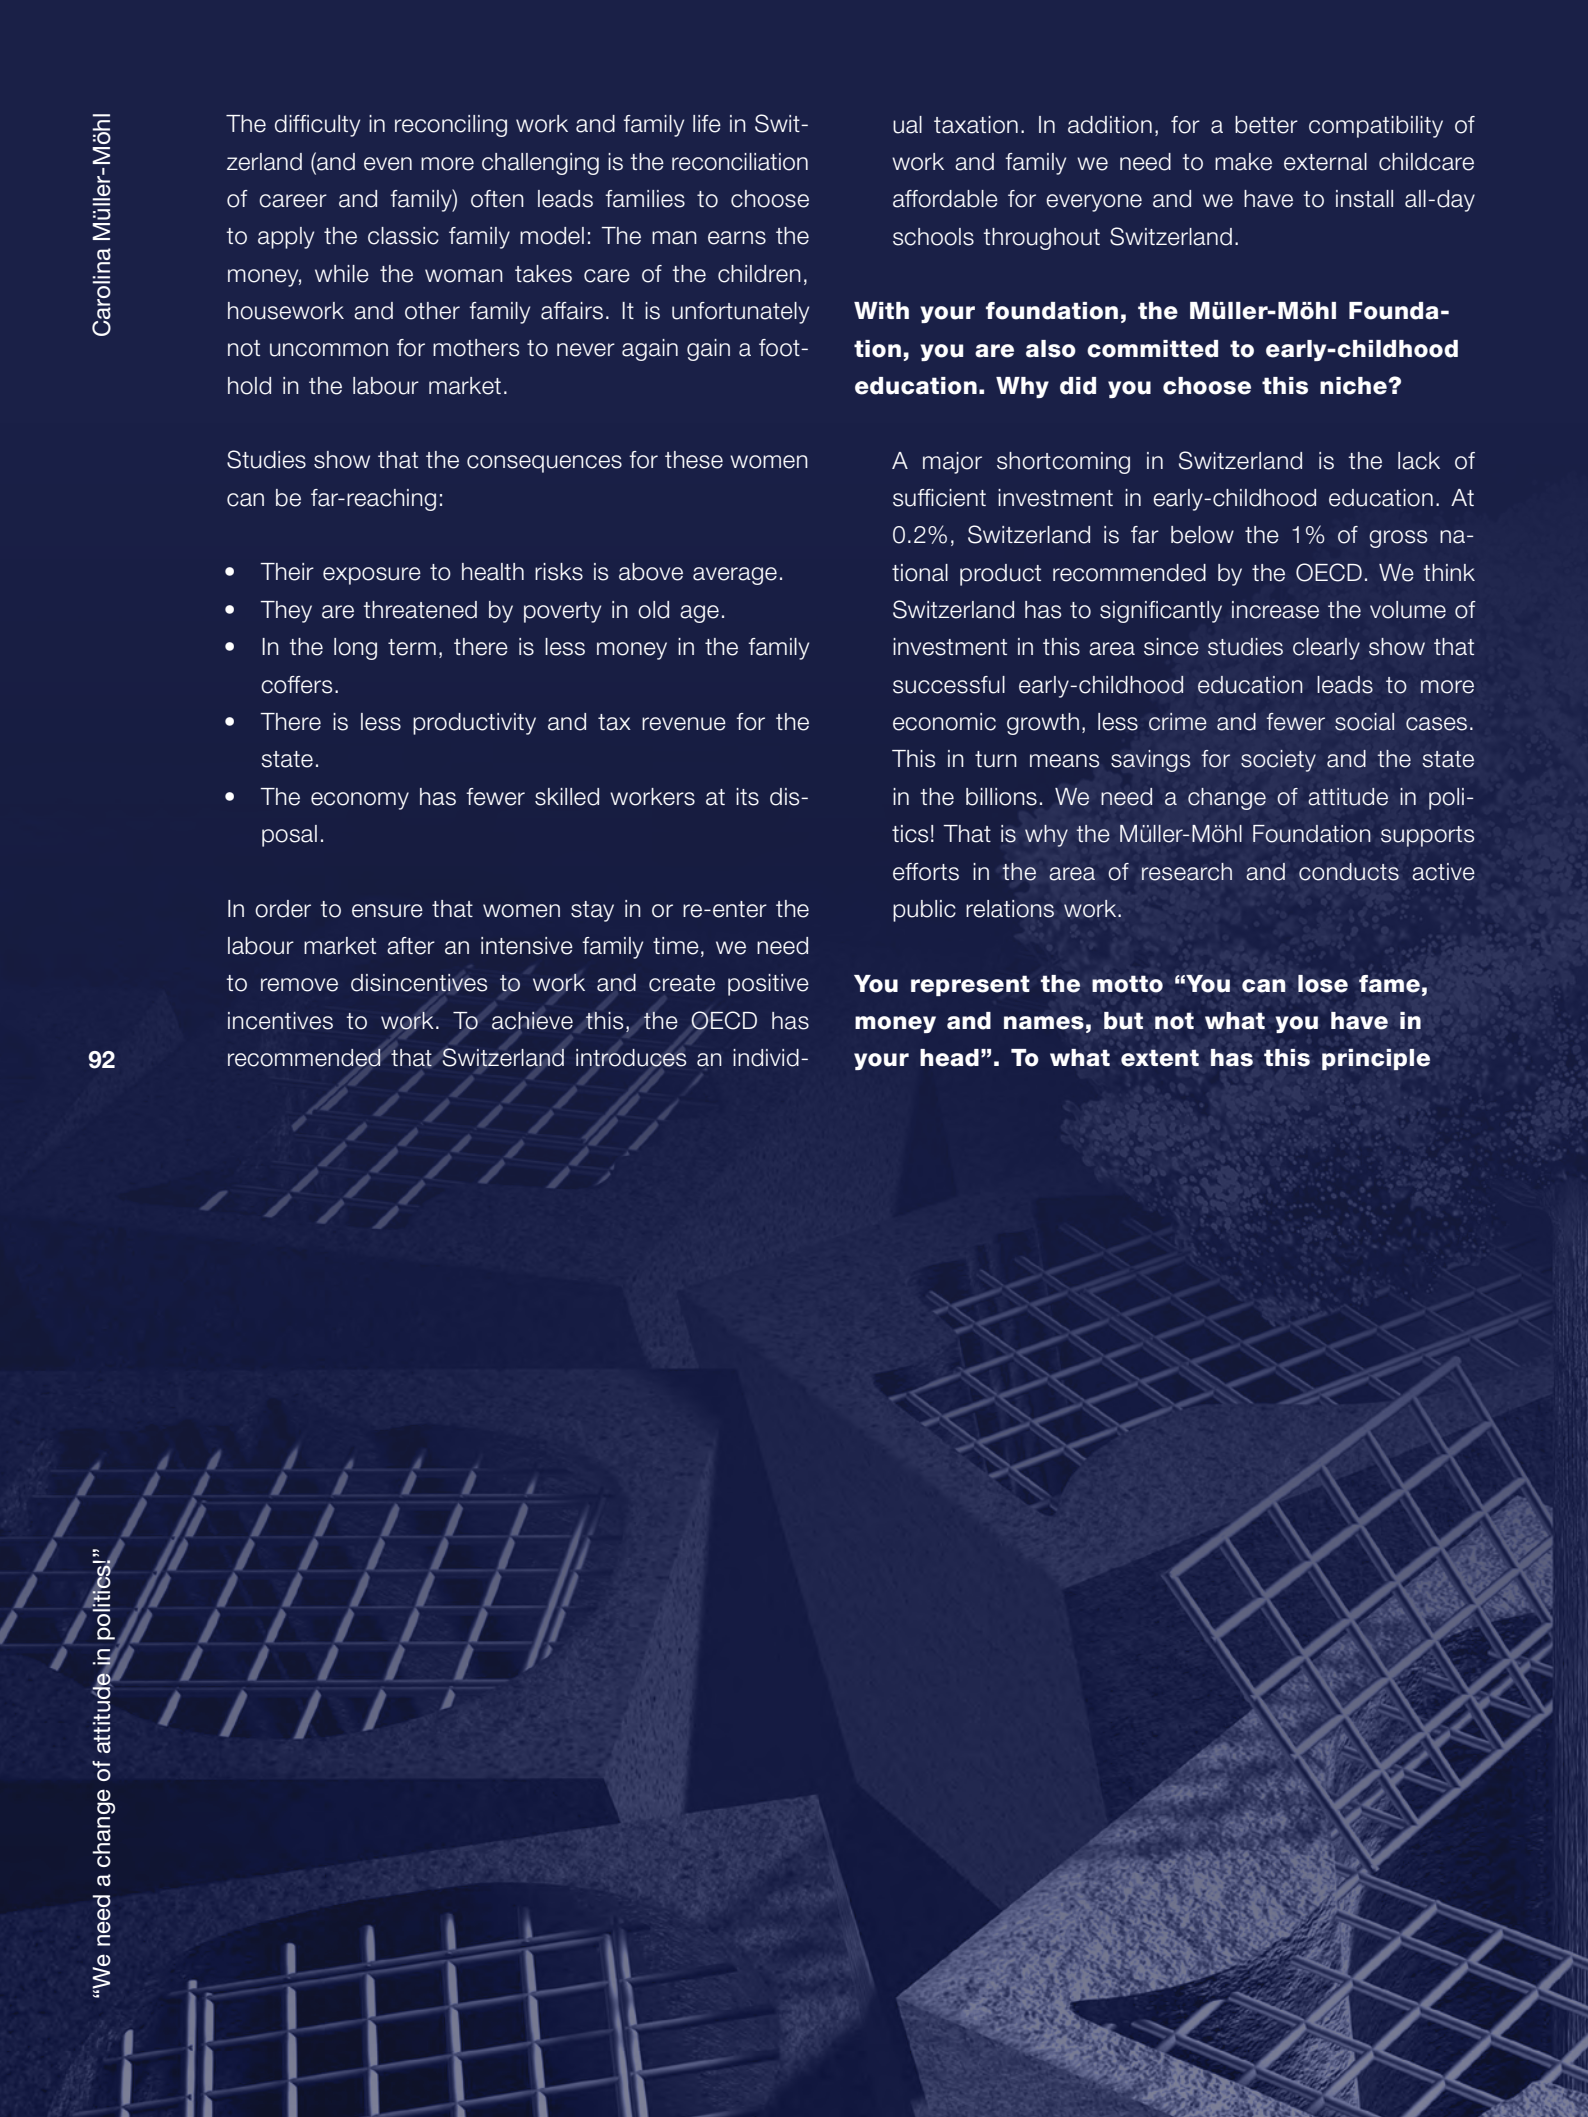 Carolina Müller-Möhl
The difficulty in reconciling work and family life in Swit-
zerland (and even more challenging is the reconciliation
of career and family) often leads families to choose
to apply the classic family model: The man earns the
money, while the woman takes care of the children,
housework and other family affairs. It is unfortunately
not uncommon for mothers to never again gain a foot-
hold in the labour market.
Studies show that the consequences for these women
can be far-reaching:
• Their exposure to health risks is above average.
• They are threatened by poverty in old age.
• In the long term, there is less money in the family
coffers.
• There is less productivity and tax revenue for the
state.
• The economy has fewer skilled workers at its dis-
posal.
In order to ensure that women stay in or re-enter the
labour market after an intensive family time, we need
to remove disincentives to work and create positive
incentives to work. To achieve this, the OECD has
recommended that Switzerland introduces an individ-
ual taxation. In addition, for a better compatibility of
work and family we need to make external childcare
affordable for everyone and we have to install all-day
schools throughout Switzerland.
With your foundation, the Müller-Möhl Founda-
tion, you are also committed to early-childhood
education. Why did you choose this niche?
A major shortcoming in Switzerland is the lack of
sufficient investment in early-childhood education. At
0.2%, Switzerland is far below the 1% of gross na-
tional product recommended by the OECD. We think
Switzerland has to significantly increase the volume of
investment in this area since studies clearly show that
successful early-childhood education leads to more
economic growth, less crime and fewer social cases.
This in turn means savings for society and the state
in the billions. We need a change of attitude in poli-
tics! That is why the Müller-Möhl Foundation supports
efforts in the area of research and conducts active
public relations work.
You represent the motto “You can lose fame,
money and names, but not what you have in
your head”. To what extent has this principle
92
“We need a change of attitude in politics!”